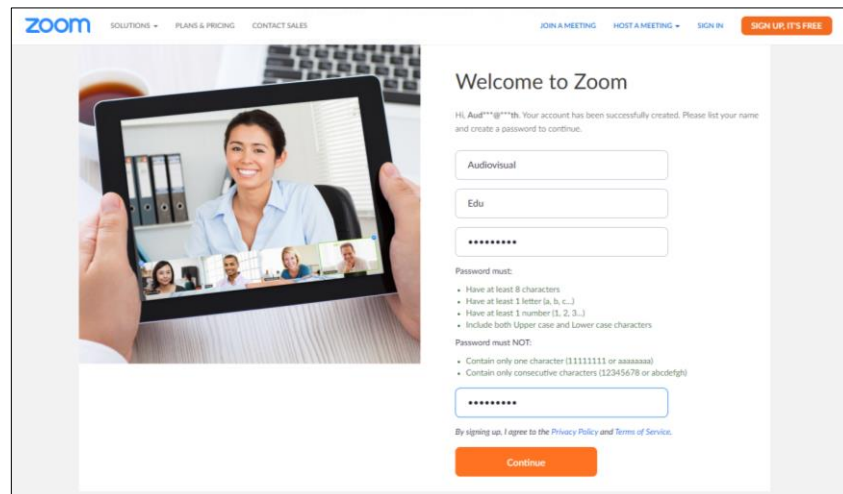 zoom
SOLUTIONS
PLANS & PRICING
CONTACT SALES
JOIN A MEETING
HOST A MEETING
SIGN IN
SIGN UP, IT'S FREE
Welcome to Zoom
Hi, Aud***@***th. Your account has been successfully created. Please list your name
and create a password to continue.
Audiovisual
Edu
•••••••••
Password must:
• Have at least 8 characters
• Have at least 1 letter (a, b, c...)
• Have at least 1 number (1, 2, 3...)
• Include both Upper case and Lower case characters
Password must NOT:
• Contain only one character (11111111 or aaaaaaaa)
• Contain only consecutive characters (12345678 or abcdefgh)
•••••••••
By signing up, I agree to the Privacy Policy and Terms of Service.
Continue